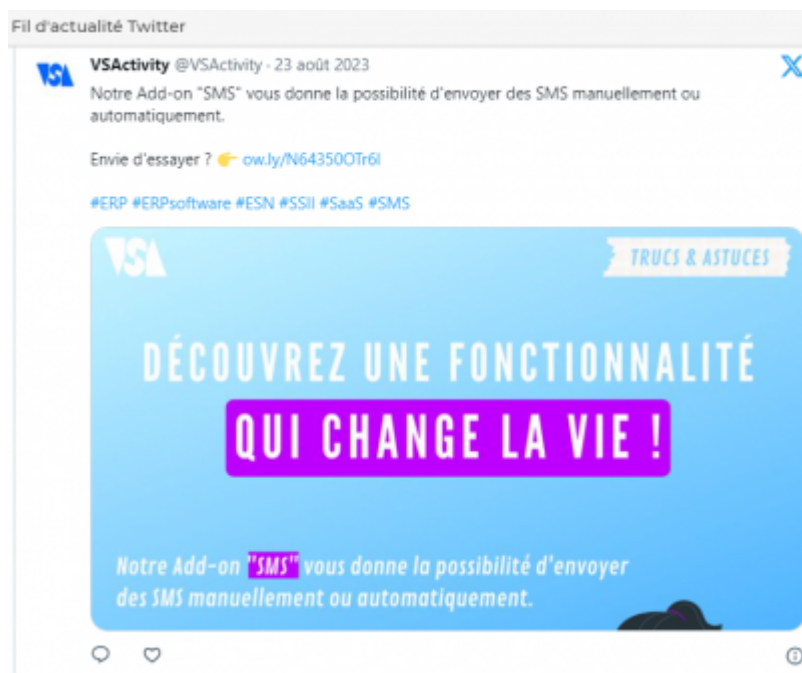 Fil d'actualité Twitter
VSA
VSActivity @VSActivity · 23 août 2023
Notre Add-on "SMS" vous donne la possibilité d'envoyer des SMS manuellement ou
automatiquement.
Envie d'essayer ? 👉 ow.ly/N64350OTr6l
#ERP #ERPsoftware #ESN #SSII #SaaS #SMS
VSA
TRUCS & ASTUCES
DÉCOUVREZ UNE FONCTIONNALITÉ
QUI CHANGE LA VIE !
Notre Add-on "SMS" vous donne la possibilité d'envoyer
des SMS manuellement ou automatiquement.